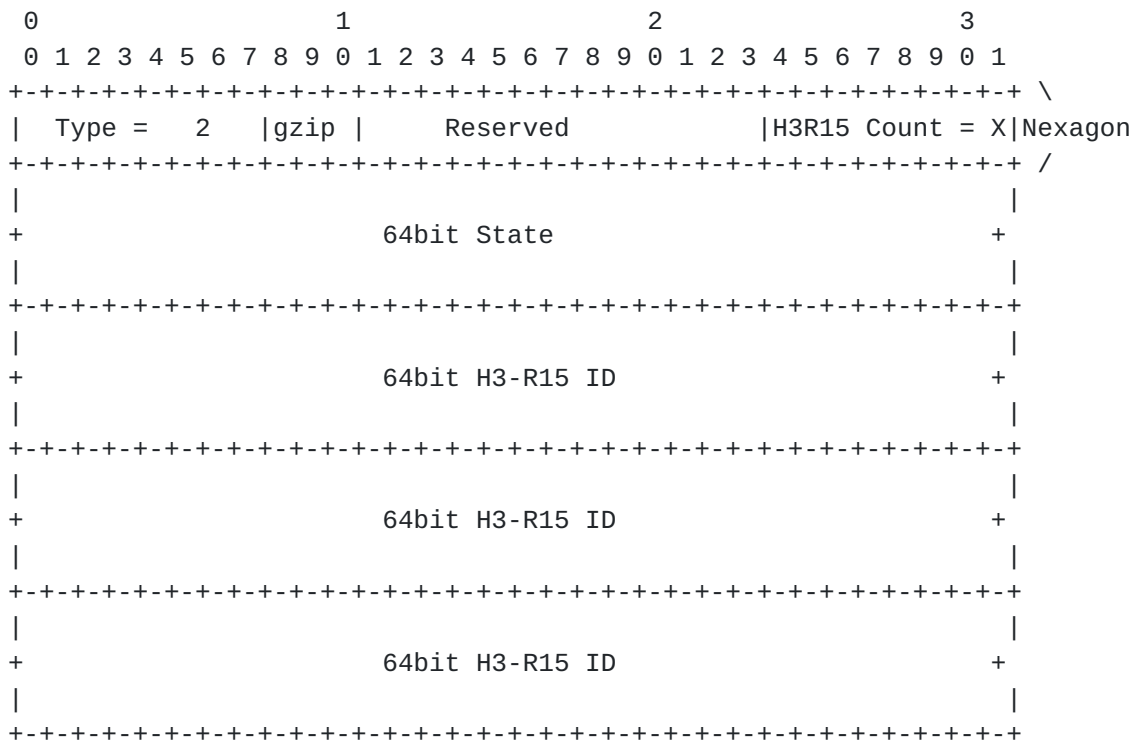 0                   1                   2                   3
 0 1 2 3 4 5 6 7 8 9 0 1 2 3 4 5 6 7 8 9 0 1 2 3 4 5 6 7 8 9 0 1
+-+-+-+-+-+-+-+-+-+-+-+-+-+-+-+-+-+-+-+-+-+-+-+-+-+-+-+-+-+-+-+-+ \
|  Type =   2   |gzip |     Reserved            |H3R15 Count = X|Nexagon
+-+-+-+-+-+-+-+-+-+-+-+-+-+-+-+-+-+-+-+-+-+-+-+-+-+-+-+-+-+-+-+-+ /
|                                                               |
+                       64bit State                            +
|                                                               |
+-+-+-+-+-+-+-+-+-+-+-+-+-+-+-+-+-+-+-+-+-+-+-+-+-+-+-+-+-+-+-+-+
|                                                               |
+                       64bit H3-R15 ID                        +
|                                                               |
+-+-+-+-+-+-+-+-+-+-+-+-+-+-+-+-+-+-+-+-+-+-+-+-+-+-+-+-+-+-+-+-+
|                                                               |
+                       64bit H3-R15 ID                        +
|                                                               |
+-+-+-+-+-+-+-+-+-+-+-+-+-+-+-+-+-+-+-+-+-+-+-+-+-+-+-+-+-+-+-+-+
|                                                               |
+                       64bit H3-R15 ID                        +
|                                                               |
+-+-+-+-+-+-+-+-+-+-+-+-+-+-+-+-+-+-+-+-+-+-+-+-+-+-+-+-+-+-+-+-+